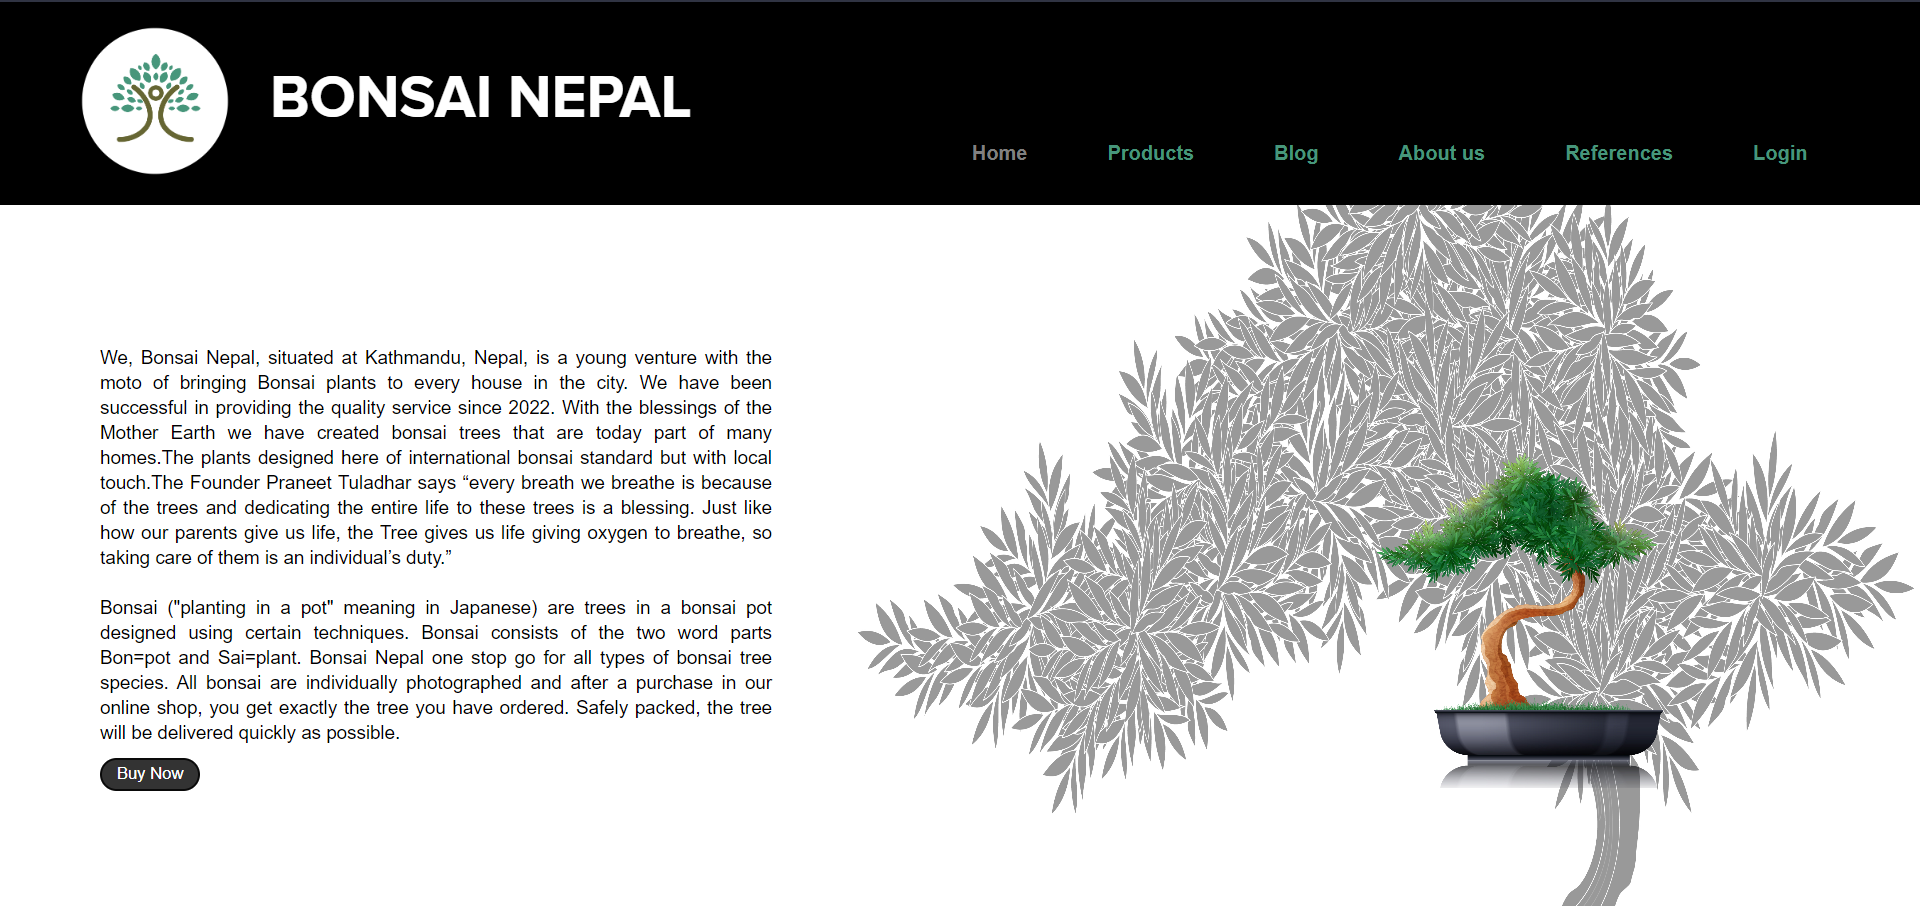 BONSAI NEPAL
Home Products Blog About us References Login
We, Bonsai Nepal, situated at Kathmandu, Nepal, is a young venture with the
moto of bringing Bonsai plants to every house in the city. We have been
successful in providing the quality service since 2022. With the blessings of the
Mother Earth we have created bonsai trees that are today part of many
homes.The plants designed here of international bonsai standard but with local
touch.The Founder Praneet Tuladhar says “every breath we breathe is because
of the trees and dedicating the entire life to these trees is a blessing. Just like
how our parents give us life, the Tree gives us life giving oxygen to breathe, so
taking care of them is an individual’s duty.”
Bonsai ("planting in a pot" meaning in Japanese) are trees in a bonsai pot
designed using certain techniques. Bonsai consists of the two word parts
Bon=pot and Sai=plant. Bonsai Nepal one stop go for all types of bonsai tree
species. All bonsai are individually photographed and after a purchase in our
online shop, you get exactly the tree you have ordered. Safely packed, the tree
will be delivered quickly as possible.
Buy Now